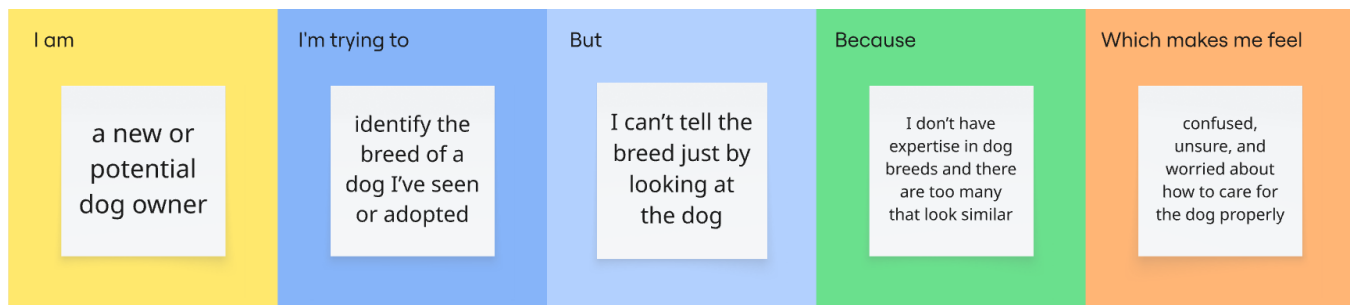 I am
a new or
potential
dog owner
I'm trying to
identify the
breed of a
dog I’ve seen
or adopted
But
I can’t tell the
breed just by
looking at
the dog
Because
I don’t have
expertise in dog
breeds and there
are too many
that look similar
Which makes me feel
confused,
unsure, and
worried about
how to care for
the dog properly